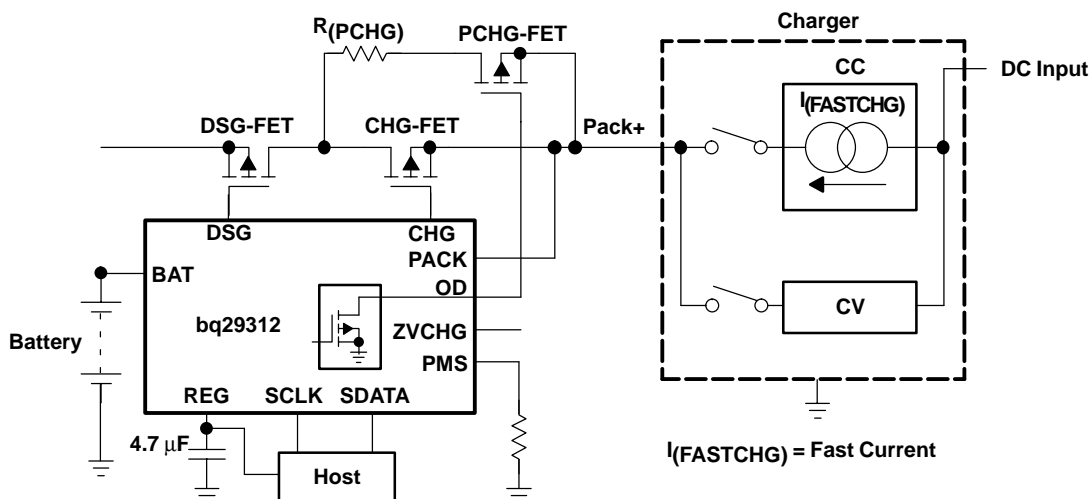 Charger
R(PCHG)
PCHG-FET
CC
DC Input
I(FASTCHG)
DSG-FET
CHG-FET
Pack+
DSG
CHG
PACK
BAT
OD
bq29312
ZVCHG
CV
Battery
PMS
REG
SCLK
SDATA
4.7 μF
Host
I(FASTCHG) = Fast Current